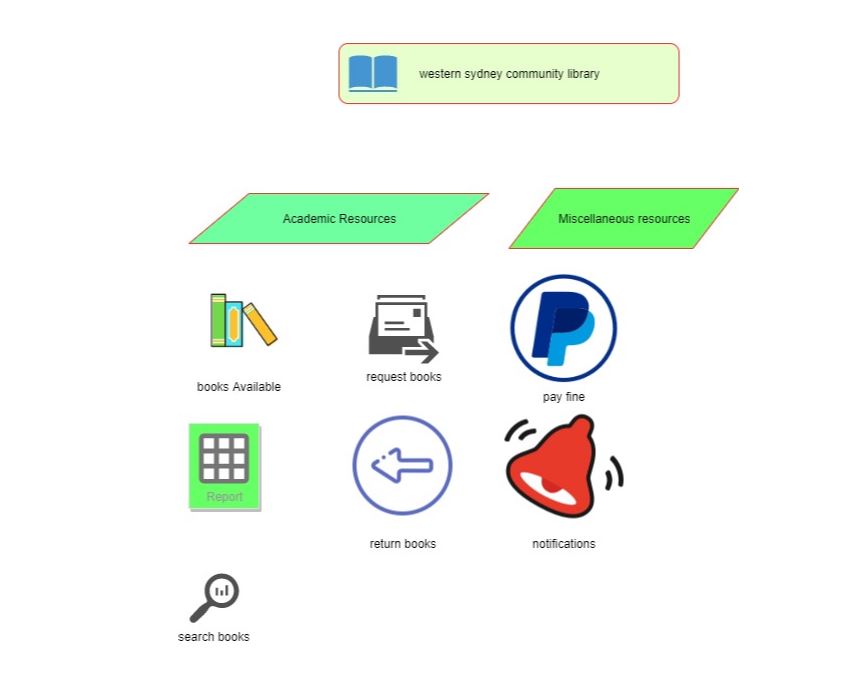 western sydney community library
Academic Resources
Miscellaneous resources
books Available
request books
pay fine
Report
return books
notifications
search books